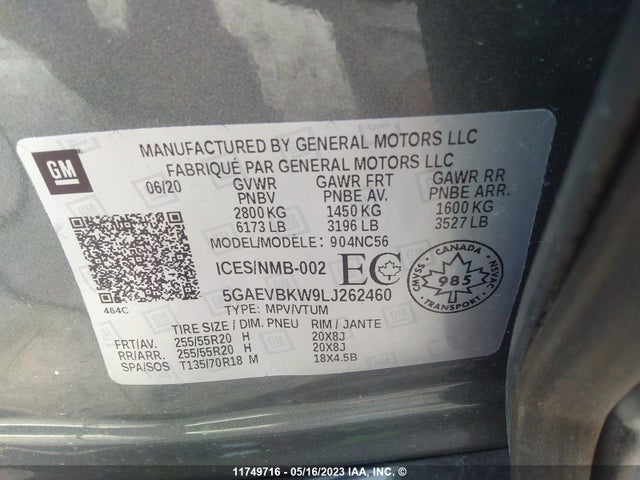 GM
MANUFACTURED BY GENERAL MOTORS LLC
FABRIQUÉ PAR GENERAL MOTORS LLC
06/20 GVWR GAWR FRT GAWR RR
PNBV PNBE AV. PNBE ARR.
2800 KG 1450 KG 1600 KG
6173 LB 3196 LB 3527 LB
MODEL/MODÈLE: 904NC56
ICES/NMB-002 EC
CANADA
SVM/NSV
985
TRANSPORT
464C
5GAEVBKW9LJ262460
TYPE: MPV/VTUM
TIRE SIZE / DIM. PNEU RIM / JANTE
FRT/AV. 255/55R20 H 20X8J
RR/ARR. 255/55R20 H 20X8J
SPA/SOS T135/70R18 M 18X4.5B
11749716 - 05/16/2023 IAA, INC. ©